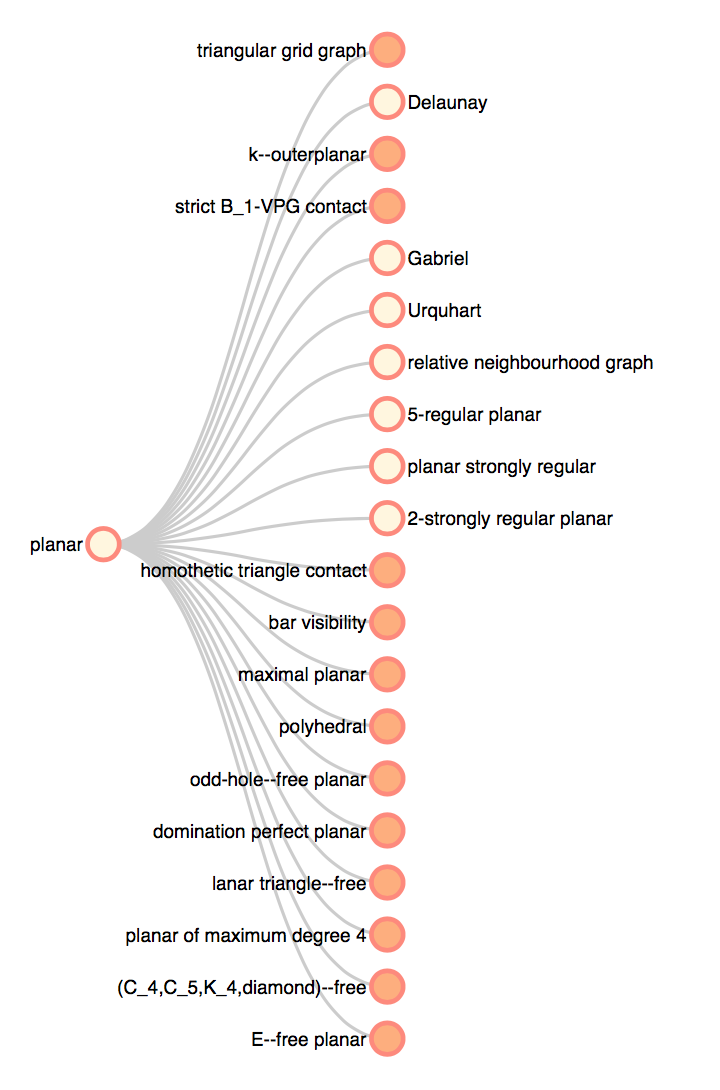 triangular grid graph
Delaunay
k--outerplanar
strict B_1-VPG contact
Gabriel
Urquhart
relative neighbourhood graph
5-regular planar
planar strongly regular
2-strongly regular planar
planar
homothetic triangle contact
bar visibility
maximal planar
polyhedral
odd-hole--free planar
domination perfect planar
lanar triangle--free
planar of maximum degree 4
(C_4,C_5,K_4,diamond)--free
E--free planar